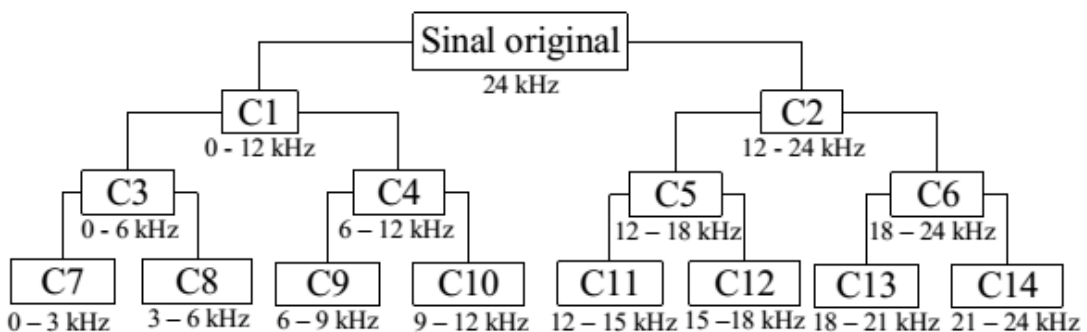 Sinal original
24 kHz
C1
C2
0 - 12 kHz
12 - 24 kHz
C3
C4
C5
C6
0 - 6 kHz
6 – 12 kHz
12 – 18 kHz
18 – 24 kHz
C7
C8
C9
C10
C11
C12
C13
C14
0 – 3 kHz
3 – 6 kHz
6 – 9 kHz
9 – 12 kHz
12 – 15 kHz
15 –18 kHz
18 – 21 kHz
21 – 24 kHz